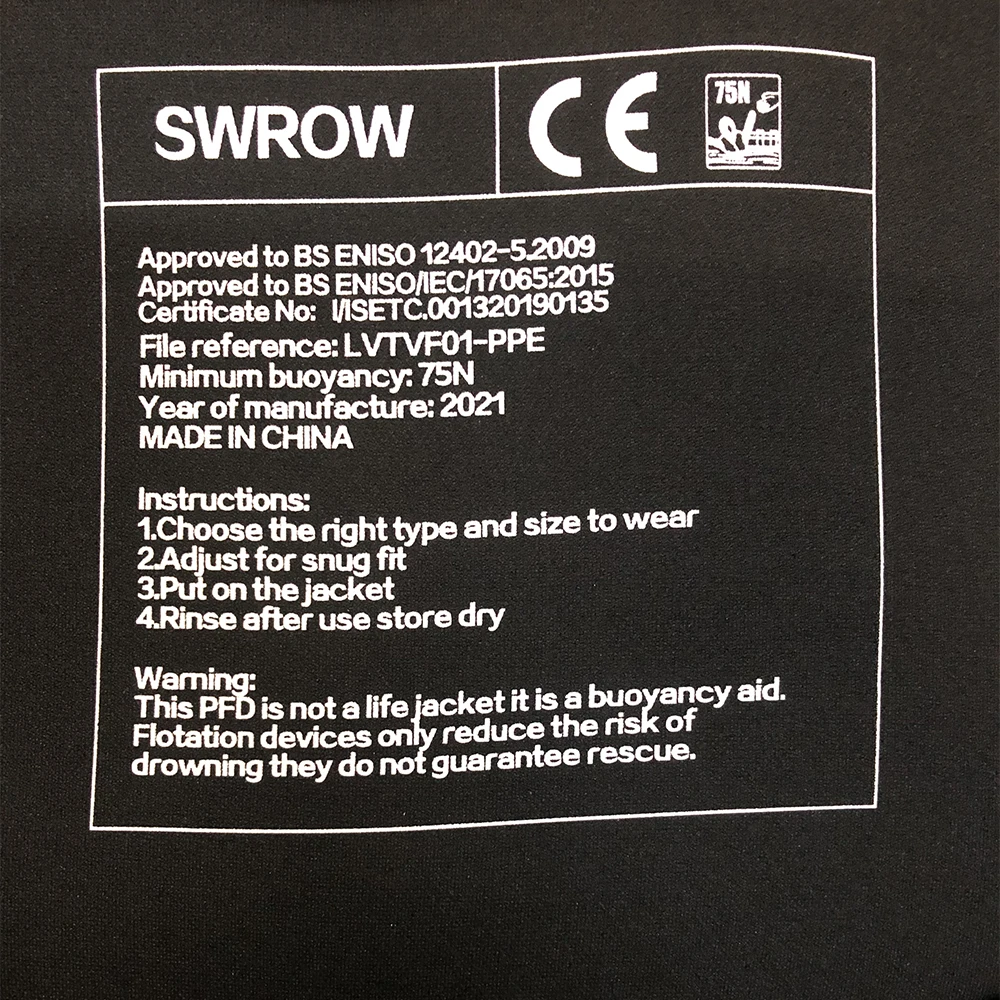 SWROW
CE
75N
Approved to BS ENISO 12402-5.2009
Approved to BS ENISO/IEC/17065:2015
Certificate No: I/ISETC.001320190135
File reference: LVTVF01-PPE
Minimum buoyancy: 75N
Year of manufacture: 2021
MADE IN CHINA
Instructions:
1.Choose the right type and size to wear
2.Adjust for snug fit
3.Put on the jacket
4.Rinse after use store dry
Warning:
This PFD is not a life jacket it is a buoyancy aid.
Flotation devices only reduce the risk of
drowning they do not guarantee rescue.